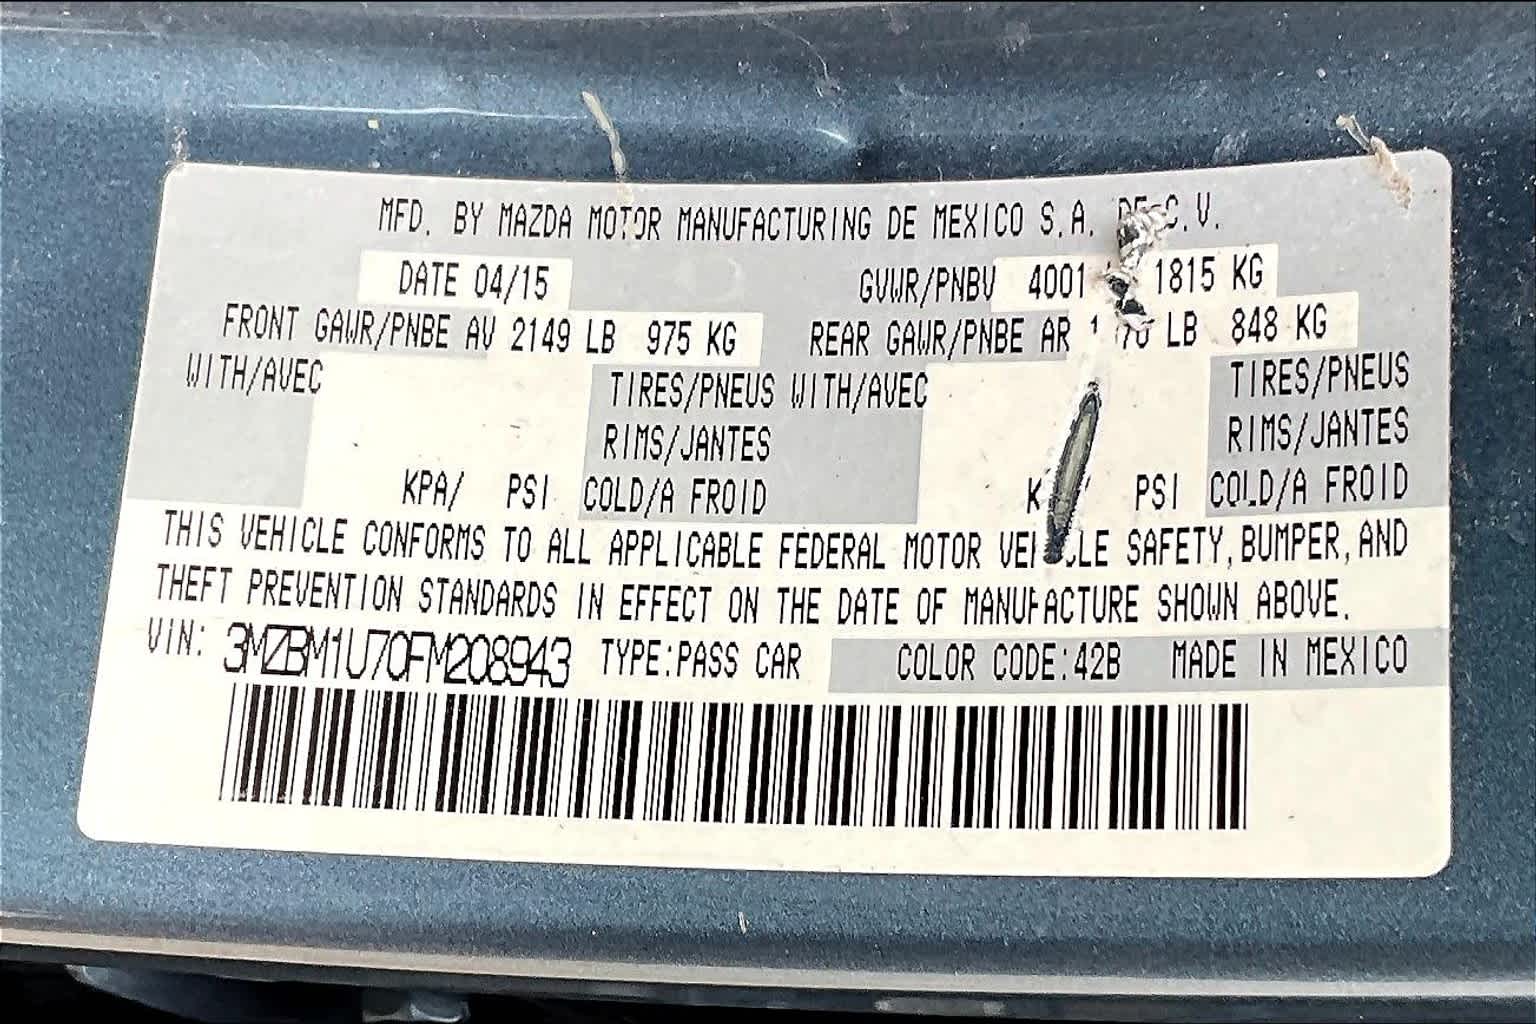 MFD. BY MAZDA MOTOR MANUFACTURING DE MEXICO S.A. DE C.V.
DATE 04/15 GVWR/PNBV 4001 1815 KG
FRONT GAWR/PNBE AV 2149 LB 975 KG REAR GAWR/PNBE AR LB 848 KG
WITH/AVEC TIRES/PNEUS WITH/AVEC TIRES/PNEUS
RIMS/JANTES RIMS/JANTES
KPA/ PSI COLD/A FROID PSI COLD/A FROID
THIS VEHICLE CONFORMS TO ALL APPLICABLE FEDERAL MOTOR VEHICLE SAFETY, BUMPER, AND
THEFT PREVENTION STANDARDS IN EFFECT ON THE DATE OF MANUFACTURE SHOWN ABOVE.
VIN: 3MZBM1U70FM208943 TYPE:PASS CAR COLOR CODE:42B MADE IN MEXICO